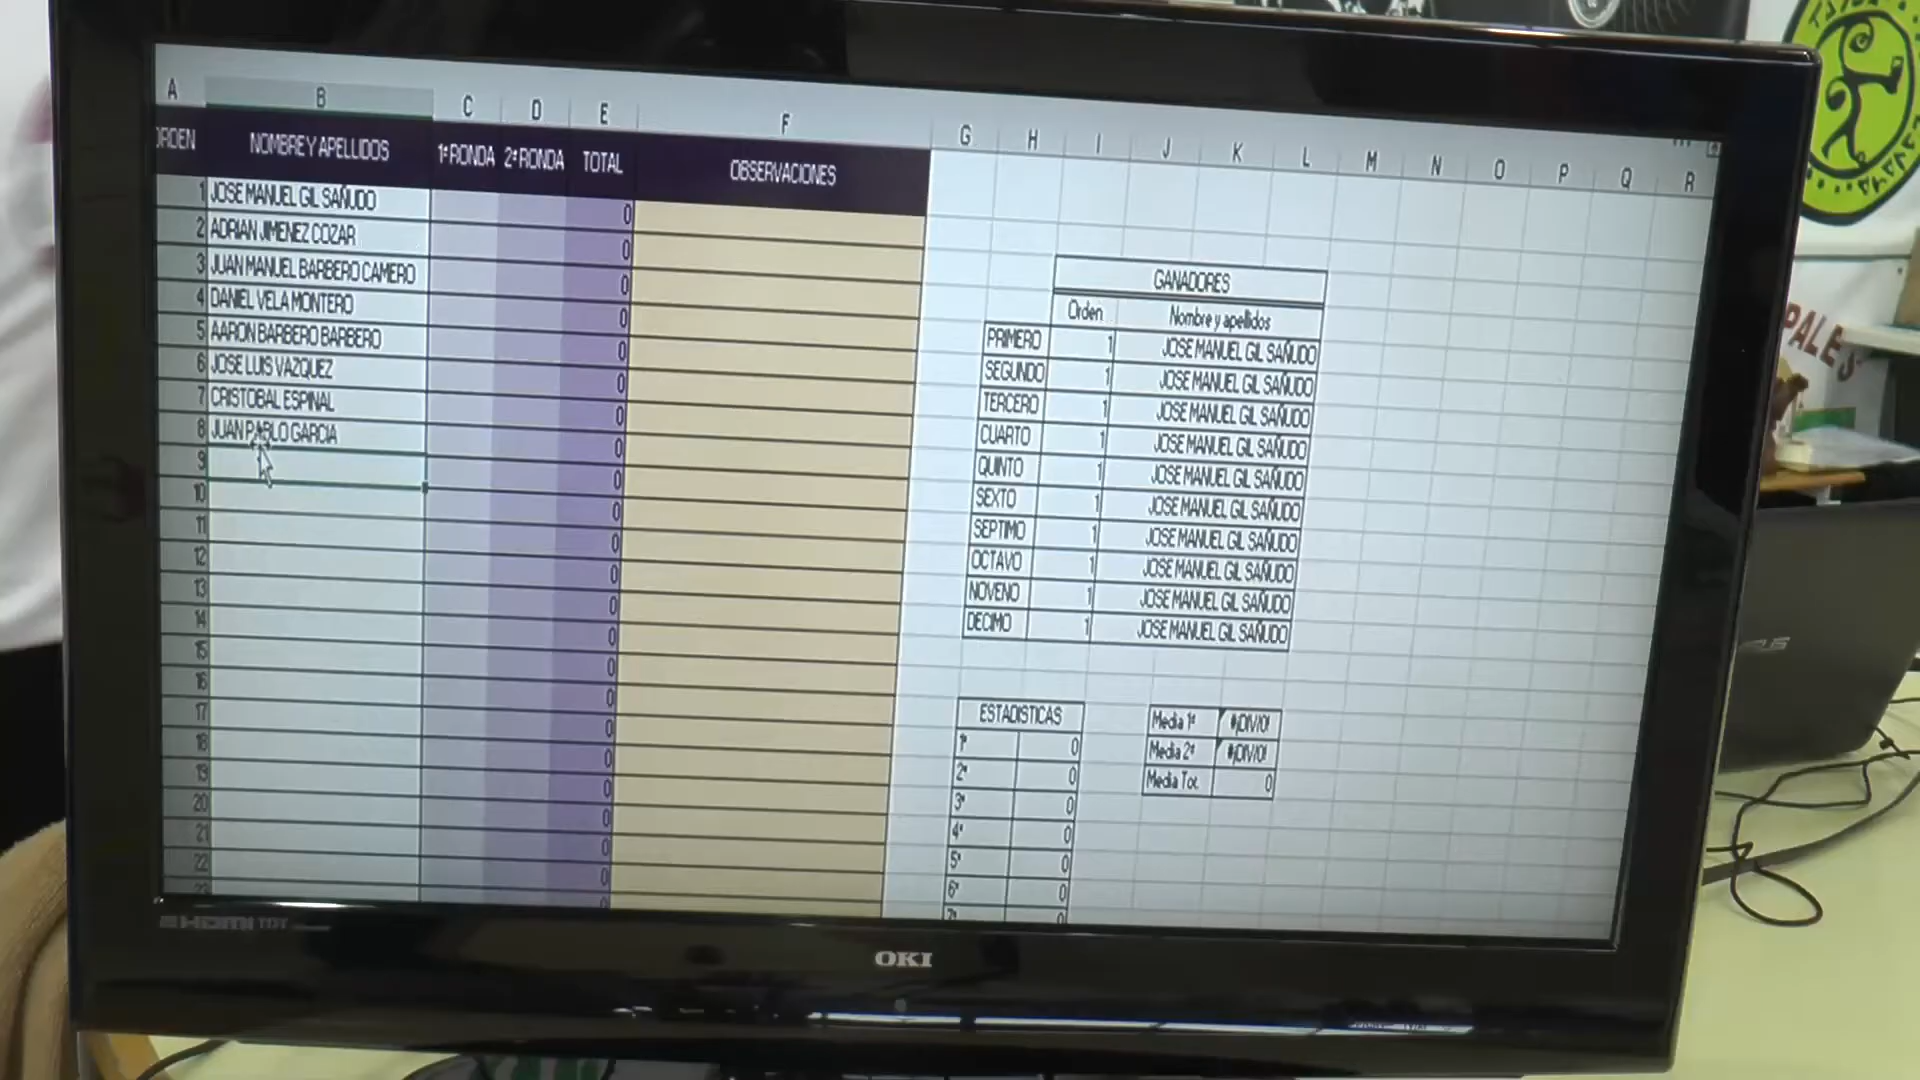 A B C D E F G H I J K L M N O P Q R
NOMBRE Y APELLIDOS 1ª RONDA 2ª RONDA TOTAL OBSERVACIONES
1 JOSE MANUEL GIL SAÑUDO 0
2 ADRIAN JIMENEZ COZAR 0
3 JUAN MANUEL BARBERO CAMERO 0
4 DANIEL VELA MONTERO 0
5 AARON BARBERO BARBERO 0
6 JOSE LUIS VAZQUEZ 0
7 CRISTOBAL ESPINAL 0
8 JUAN PABLO GARCIA 0
9 0
10 0
11 0
12 0
13 0
14 0
15 0
16 0
17 0
18 0
19 0
20 0
21 0
22 0
23
GANADORES
Orden Nombre y apellidos
PRIMERO 1 JOSE MANUEL GIL SAÑUDO
SEGUNDO 1 JOSE MANUEL GIL SAÑUDO
TERCERO 1 JOSE MANUEL GIL SAÑUDO
CUARTO 1 JOSE MANUEL GIL SAÑUDO
QUINTO 1 JOSE MANUEL GIL SAÑUDO
SEXTO 1 JOSE MANUEL GIL SAÑUDO
SEPTIMO 1 JOSE MANUEL GIL SAÑUDO
OCTAVO 1 JOSE MANUEL GIL SAÑUDO
NOVENO 1 JOSE MANUEL GIL SAÑUDO
DECIMO 1 JOSE MANUEL GIL SAÑUDO
ESTADISTICAS
1ª 0
2ª 0
3ª 0
4ª 0
5ª 0
6ª 0
7ª 0
Media 1ª #¡DIV/0!
Media 2ª #¡DIV/0!
Media Tot. 0
HDMI TDT
OKI